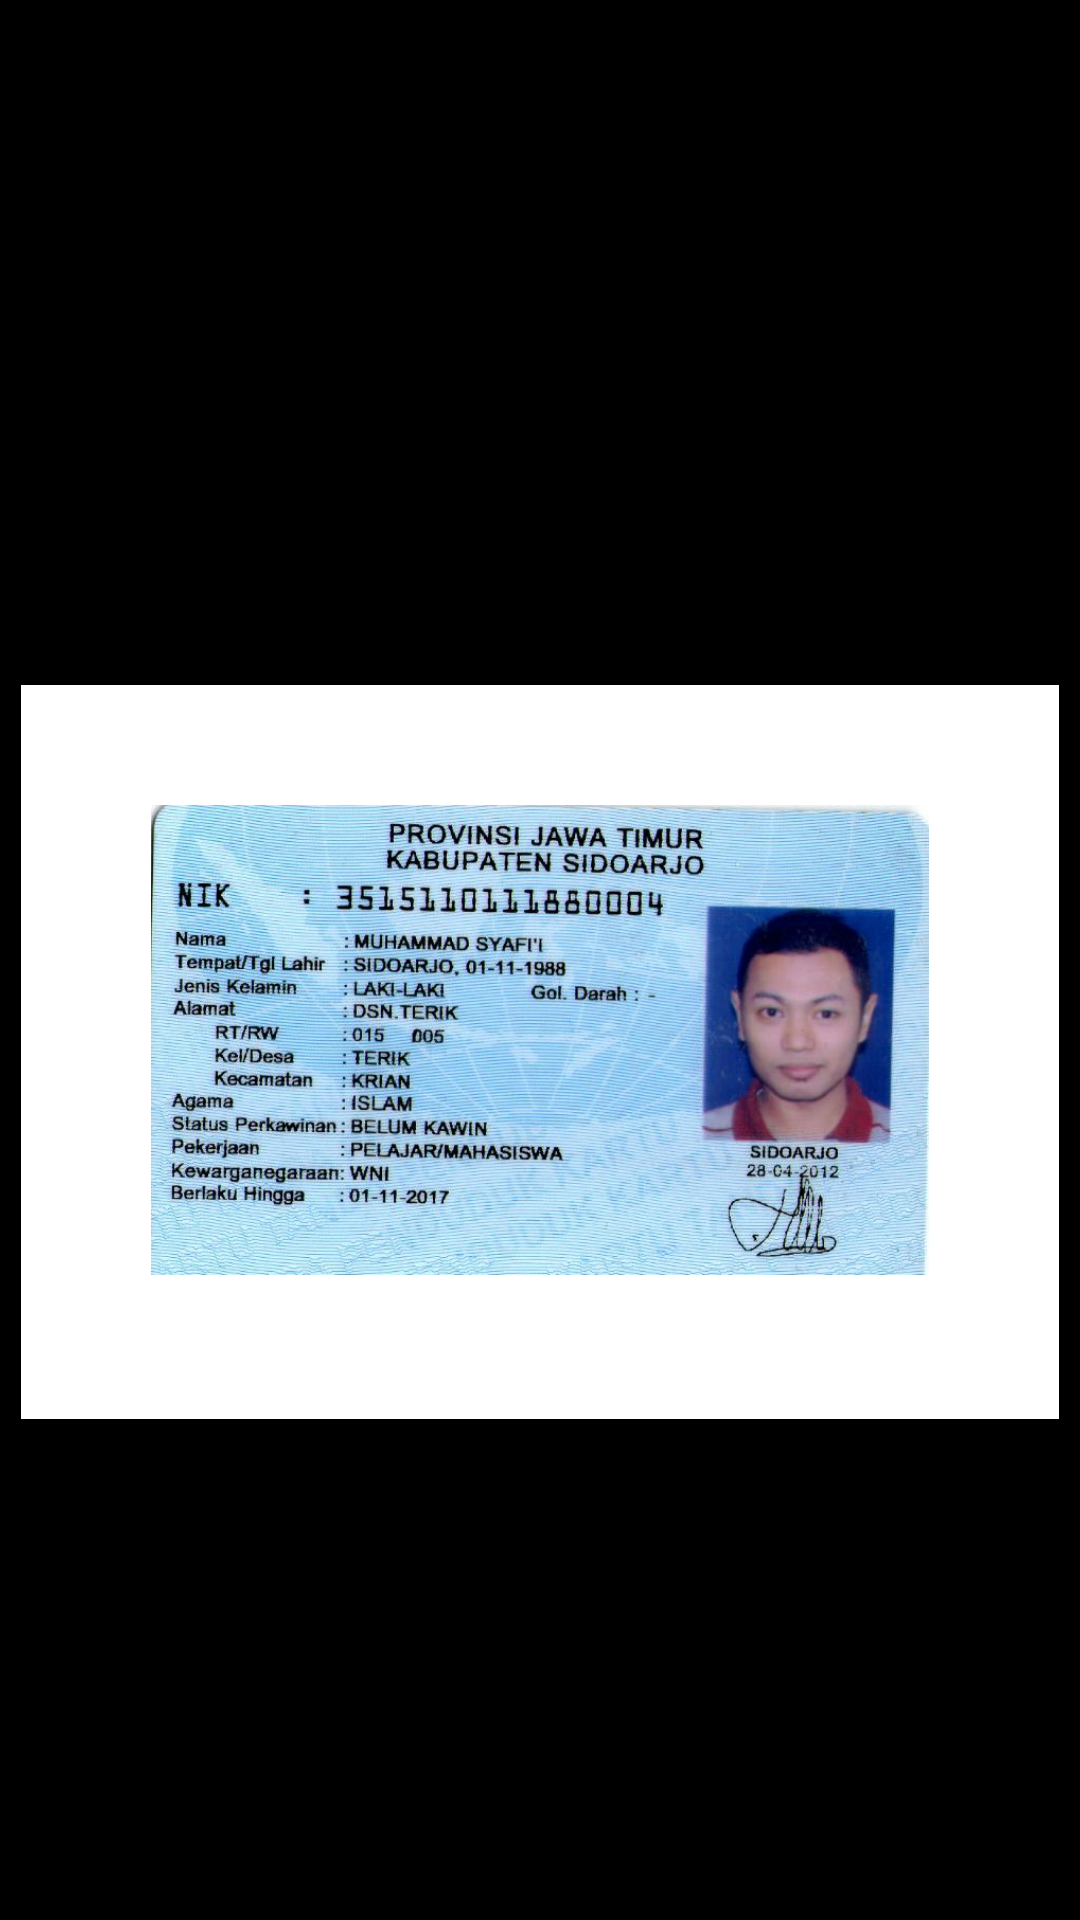 PROVINSI JAWA TIMUR
KABUPATEN SIDOARJO
NIK : 3515110111880004
Nama : MUHAMMAD SYAFI'I
Tempat/Tgl Lahir : SIDOARJO, 01-11-1988
Jenis Kelamin : LAKI-LAKI Gol. Darah : -
Alamat : DSN.TERIK
RT/RW : 015 005
Kel/Desa : TERIK
Kecamatan : KRIAN
Agama : ISLAM
Status Perkawinan : BELUM KAWIN
Pekerjaan : PELAJAR/MAHASISWA
Kewarganegaraan: WNI
Berlaku Hingga : 01-11-2017
SIDOARJO
28-04-2012